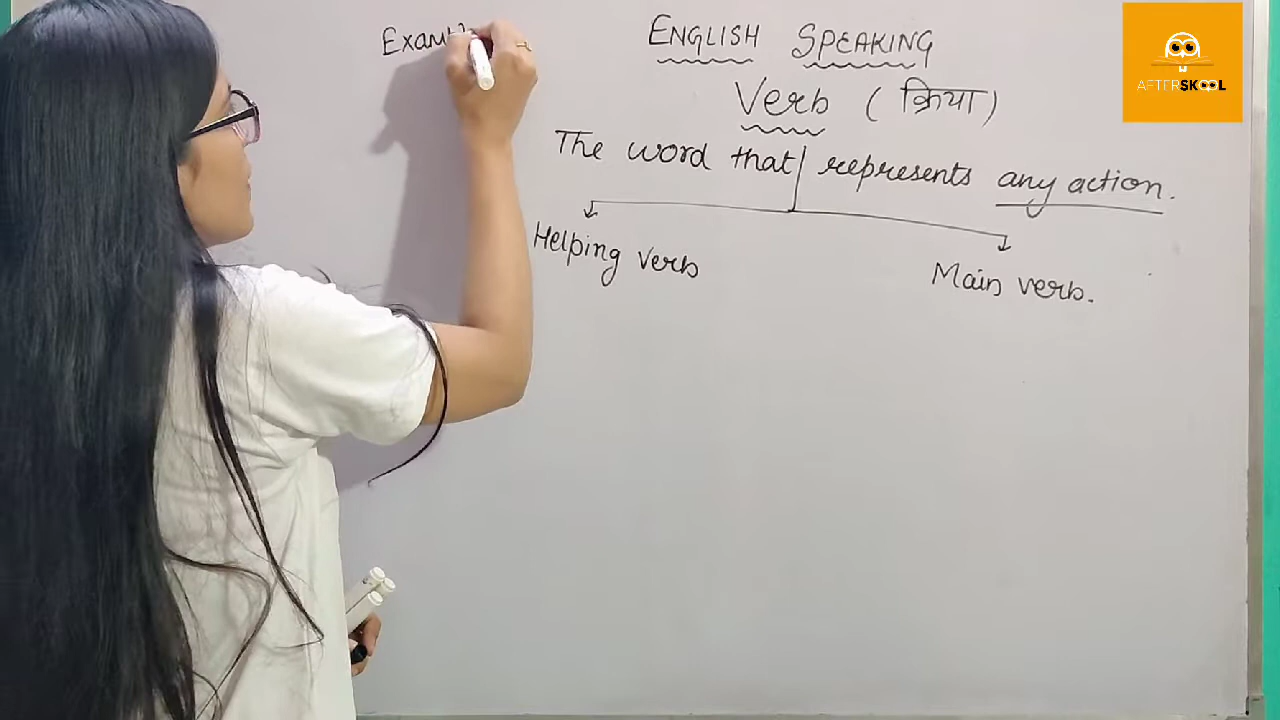 ENGLISH SPEAKING
Verb (क्रिया)
The word that represents any action.
Helping verb
Main verb.
AFTERSKOOL